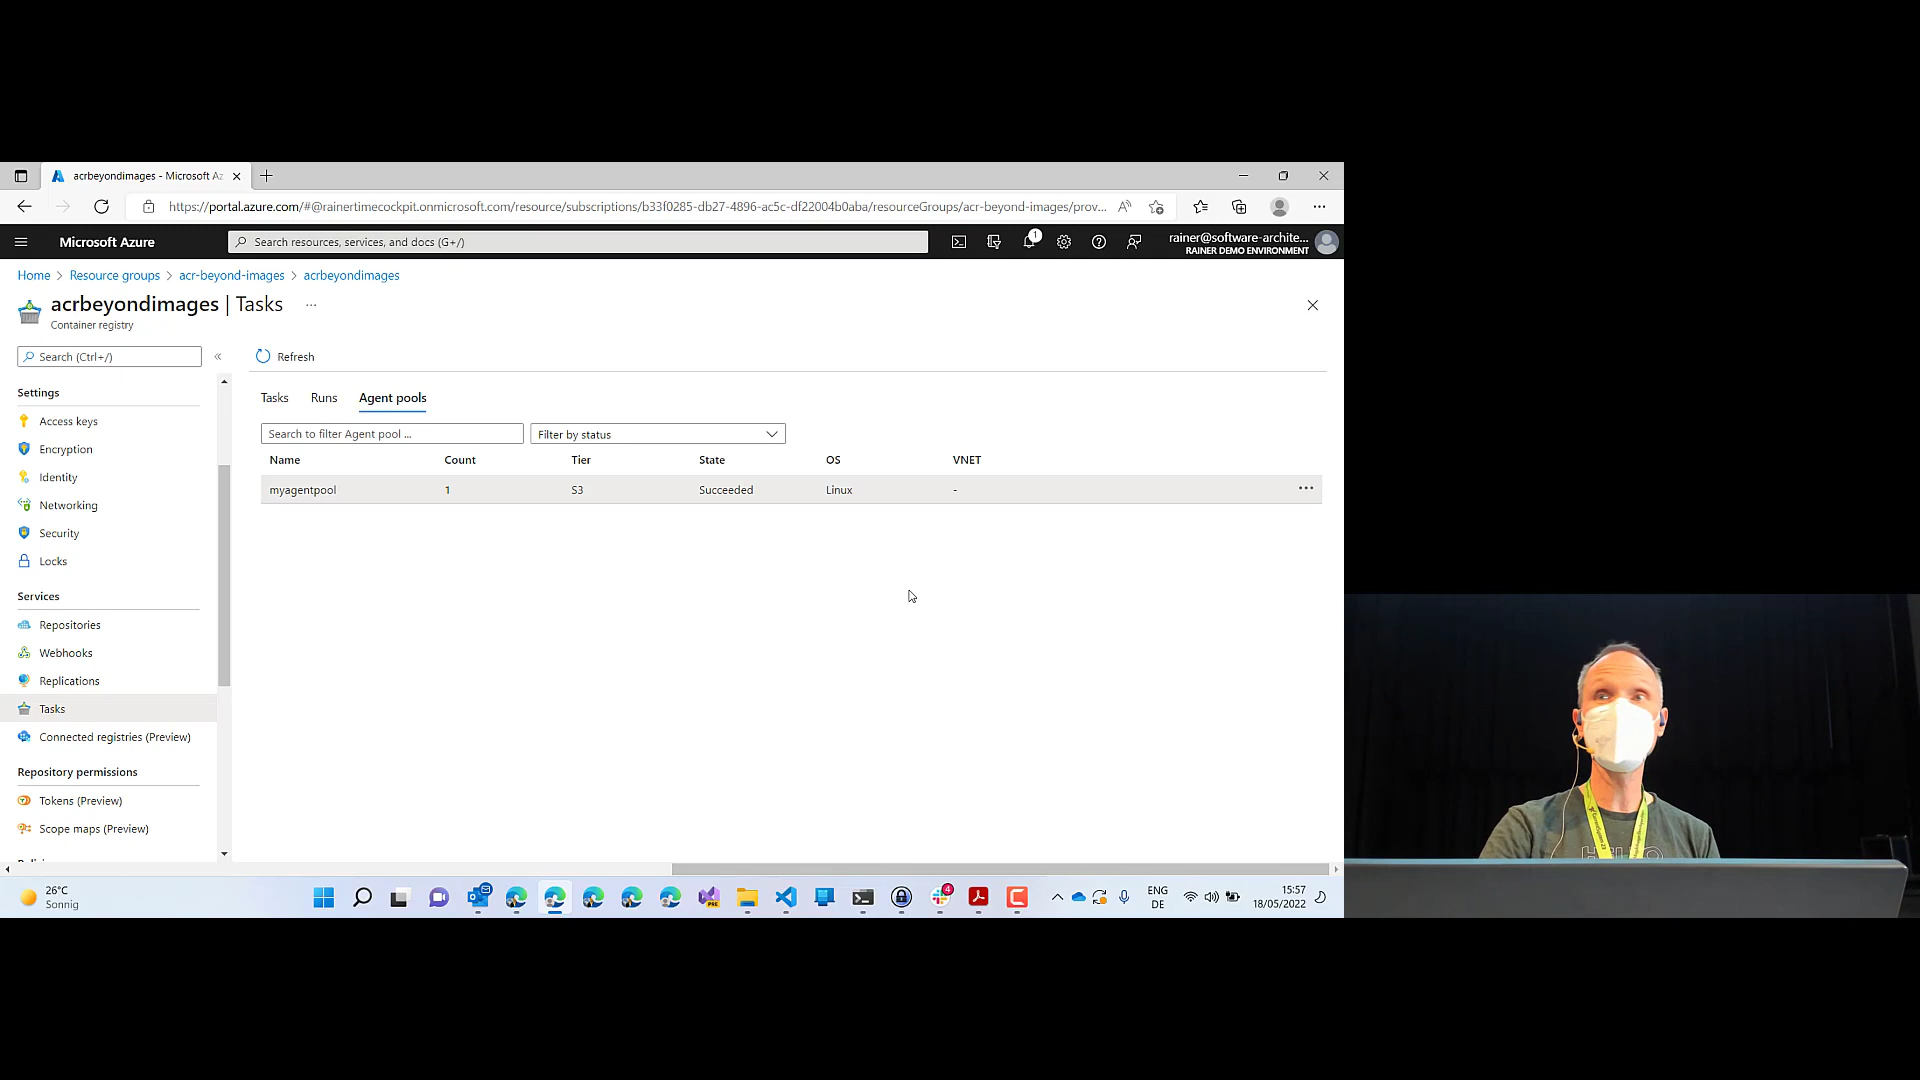 acrbeyondimages - Microsoft Az
https://portal.azure.com/#@rainertimecockpit.onmicrosoft.com/resource/subscriptions/b33f0285-db27-4896-ac5c-df22004b0aba/resourceGroups/acr-beyond-images/prov...
Microsoft Azure
Search resources, services, and docs (G+/)
1
rainer@software-archite...
RAINER DEMO ENVIRONMENT
Home > Resource groups > acr-beyond-images > acrbeyondimages
acrbeyondimages | Tasks ...
Container registry
Search (Ctrl+/)
«
Refresh
Settings
Access keys
Encryption
Identity
Networking
Security
Locks
Services
Repositories
Webhooks
Replications
Tasks
Connected registries (Preview)
Repository permissions
Tokens (Preview)
Scope maps (Preview)
Tasks Runs Agent pools
Search to filter Agent pool ...
Filter by status
Name Count Tier State OS VNET
myagentpool 1 S3 Succeeded Linux -
26°C
Sonnig
PRE
4
ENG
DE
15:57
18/05/2022